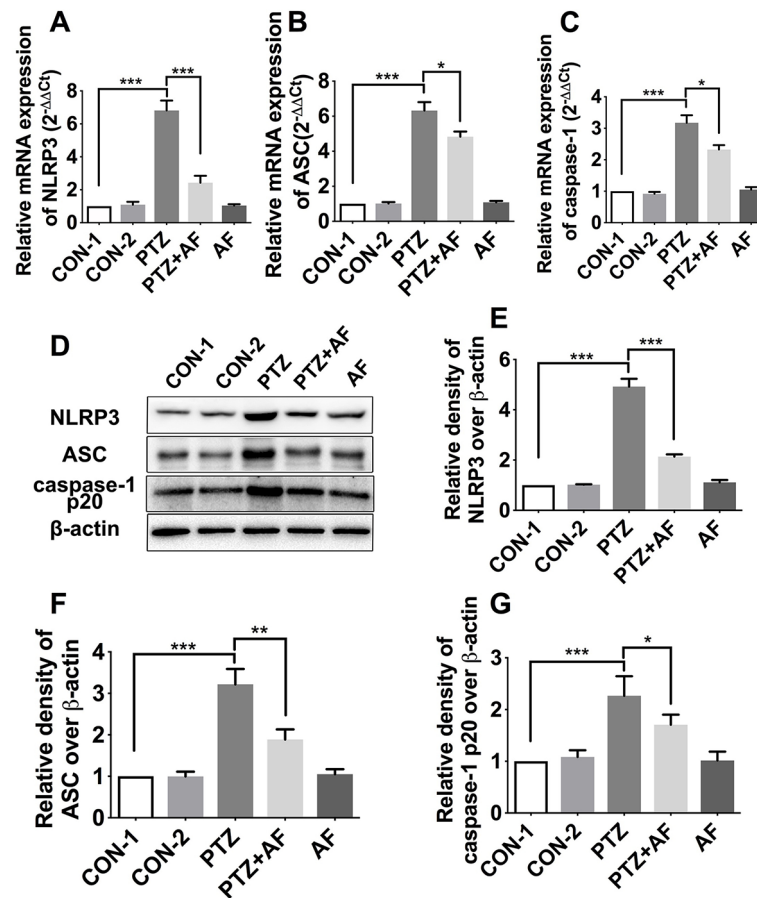 A
Relative mRNA expression
of NLRP3 (2-ΔΔCt)
8
6
4
2
0
***
***
CON-1
CON-2
PTZ
PTZ+AF
AF
B
Relative mRNA expression
of ASC(2-ΔΔCt)
8
6
4
2
0
***
*
CON-1
CON-2
PTZ
PTZ+AF
AF
C
Relative mRNA expression
of caspase-1 (2-ΔΔCt)
4
3
2
1
0
***
*
CON-1
CON-2
PTZ
PTZ+AF
AF
D
CON-1
CON-2
PTZ
PTZ+AF
AF
NLRP3
ASC
caspase-1
p20
β-actin
E
Relative density of
NLRP3 over β-actin
6
4
2
0
***
***
CON-1
CON-2
PTZ
PTZ+AF
AF
F
Relative density of
ASC over β-actin
4
3
2
1
0
***
**
CON-1
CON-2
PTZ
PTZ+AF
AF
G
Relative density of
caspase-1 p20 over β-actin
3
2
1
0
***
*
CON-1
CON-2
PTZ
PTZ+AF
AF